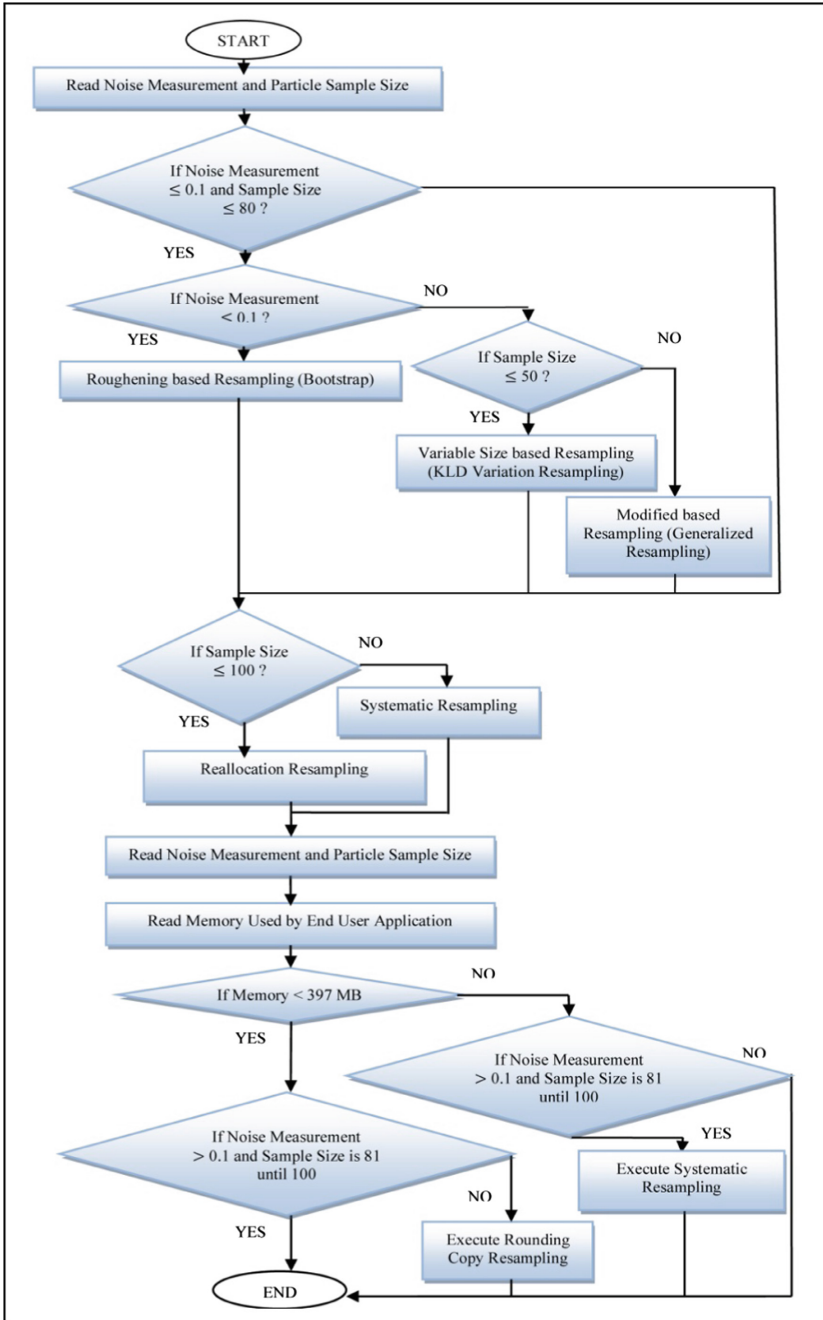 START
Read Noise Measurement and Particle Sample Size
If Noise Measurement
≤ 0.1 and Sample Size
≤ 80 ?
YES
If Noise Measurement
< 0.1 ?
NO
YES
If Sample Size
≤ 50 ?
NO
Roughening based Resampling (Bootstrap)
YES
Variable Size based Resampling
(KLD Variation Resampling)
Modified based
Resampling (Generalized
Resampling)
If Sample Size
≤ 100 ?
NO
YES
Systematic Resampling
Reallocation Resampling
Read Noise Measurement and Particle Sample Size
Read Memory Used by End User Application
If Memory < 397 MB
NO
YES
If Noise Measurement
> 0.1 and Sample Size is 81
until 100
NO
YES
If Noise Measurement
> 0.1 and Sample Size is 81
until 100
Execute Systematic
Resampling
NO
YES
Execute Rounding
Copy Resampling
END